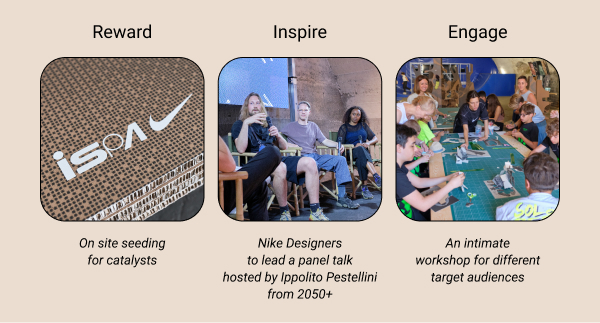 Reward
Inspire
Engage
ISPA
On site seeding
for catalysts
Nike Designers
to lead a panel talk
hosted by Ippolito Pestellini
from 2050+
An intimate
workshop for different
target audiences
SOL